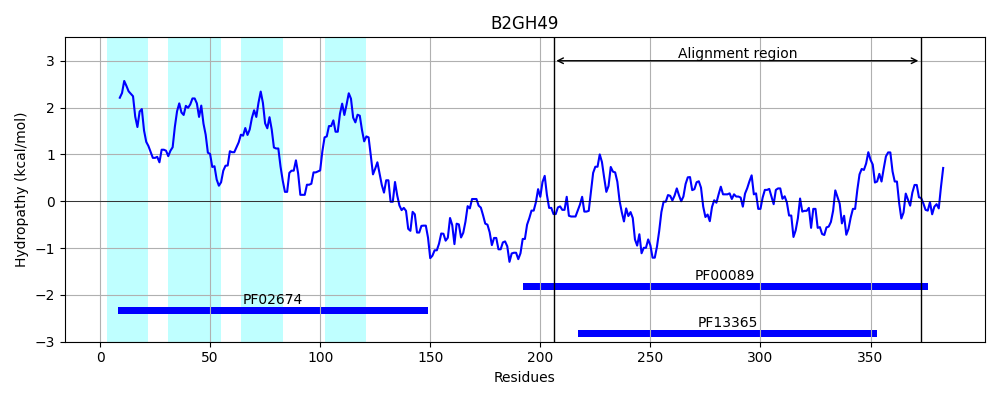 B2GH49
Hydropathy (kcal/mol)
3
2
1
0
−1
−2
−3
Alignment region
PF00089
PF02674
PF13365
0 50 100 150 200 250 300 350
Residues